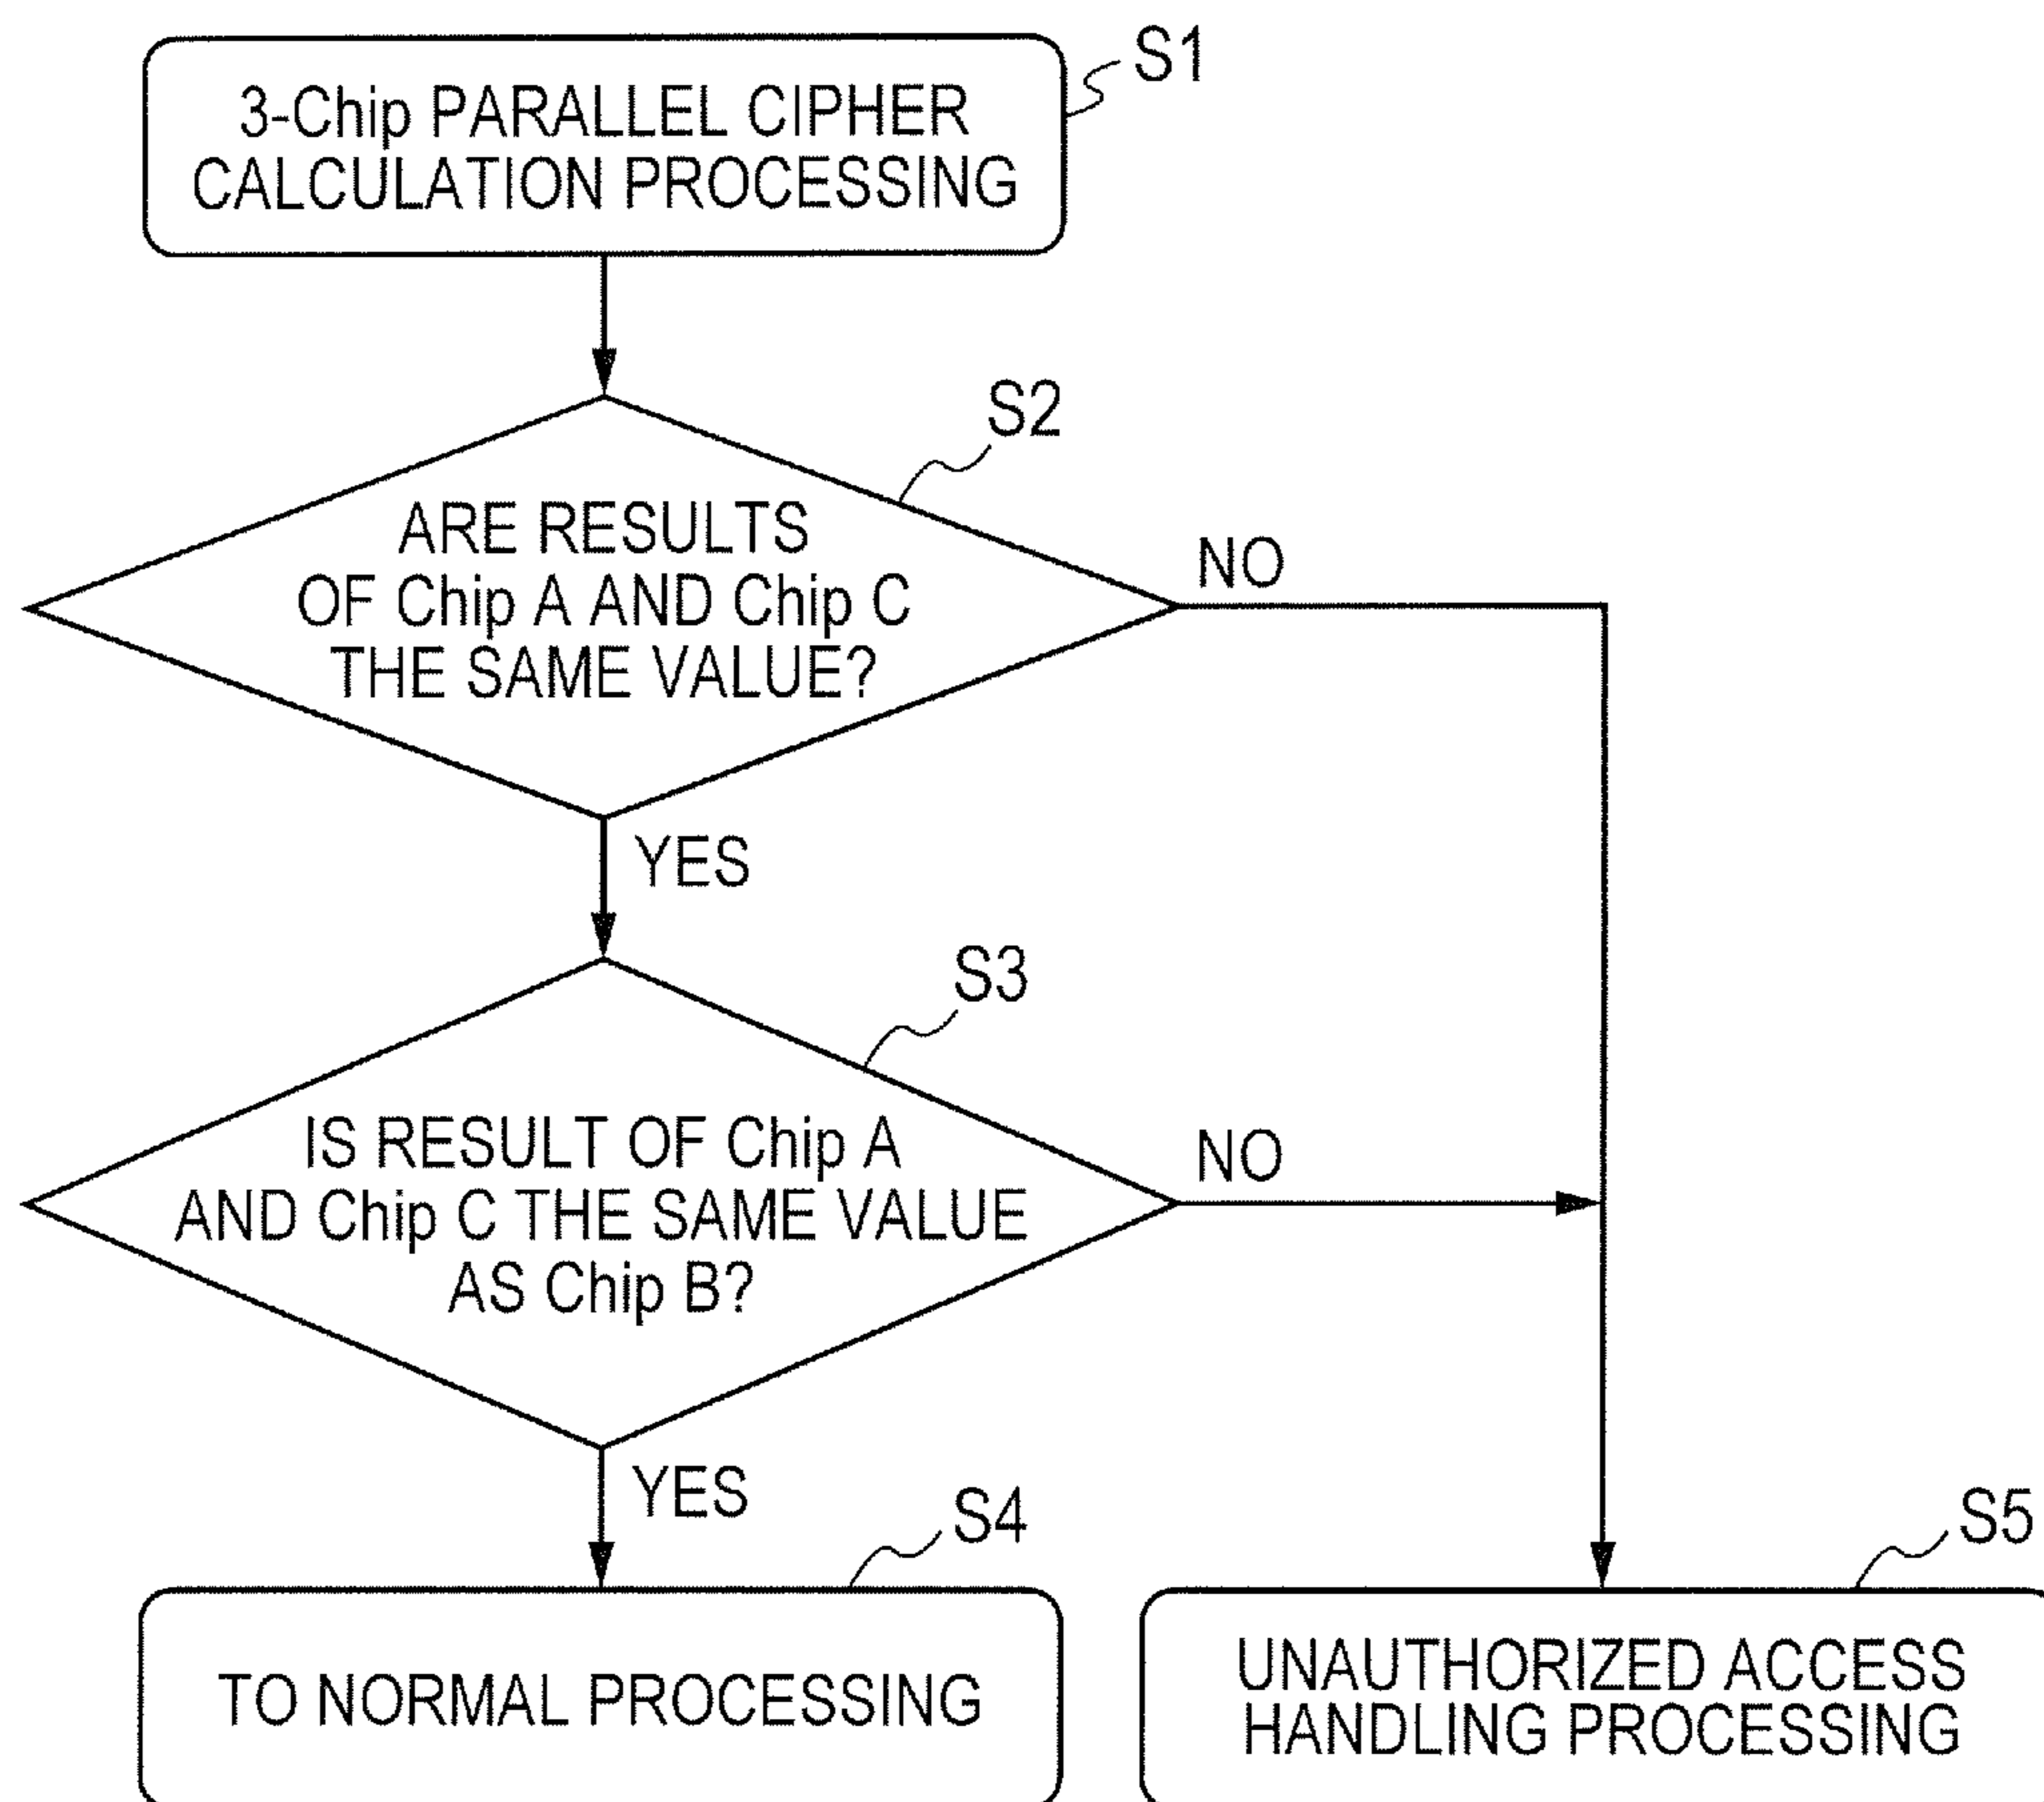 S1
3-Chip PARALLEL CIPHER
CALCULATION PROCESSING
S2
ARE RESULTS
OF Chip A AND Chip C
THE SAME VALUE?
NO
YES
S3
IS RESULT OF Chip A
AND Chip C THE SAME VALUE
AS Chip B?
NO
YES
S4
TO NORMAL PROCESSING
S5
UNAUTHORIZED ACCESS
HANDLING PROCESSING